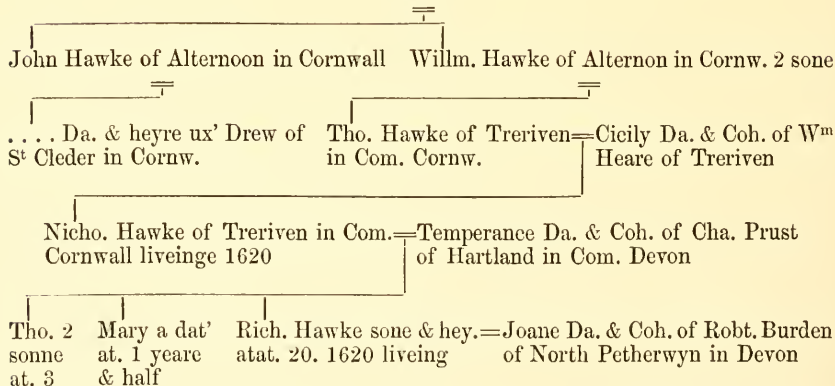 John Hawke of Alternoon in Cornwall Willm. Hawke of Alternon in Cornw. 2 sone
.... Da. & heyre ux' Drew of
St Cleder in Cornw.
Tho. Hawke of Treriven=Cicily Da. & Coh. of Wm
in Com. Cornw. Heare of Treriven
Nicho. Hawke of Treriven in Com.=Temperance Da. & Coh. of Cha. Prust
Cornwall liveinge 1620 of Hartland in Com. Devon
Tho. 2
sonne
at. 3
Mary a dat'
at. 1 yeare
& half
Rich. Hawke sone & hey.=Joane Da. & Coh. of Robt. Burden
atat. 20. 1620 liveing of North Petherwyn in Devon